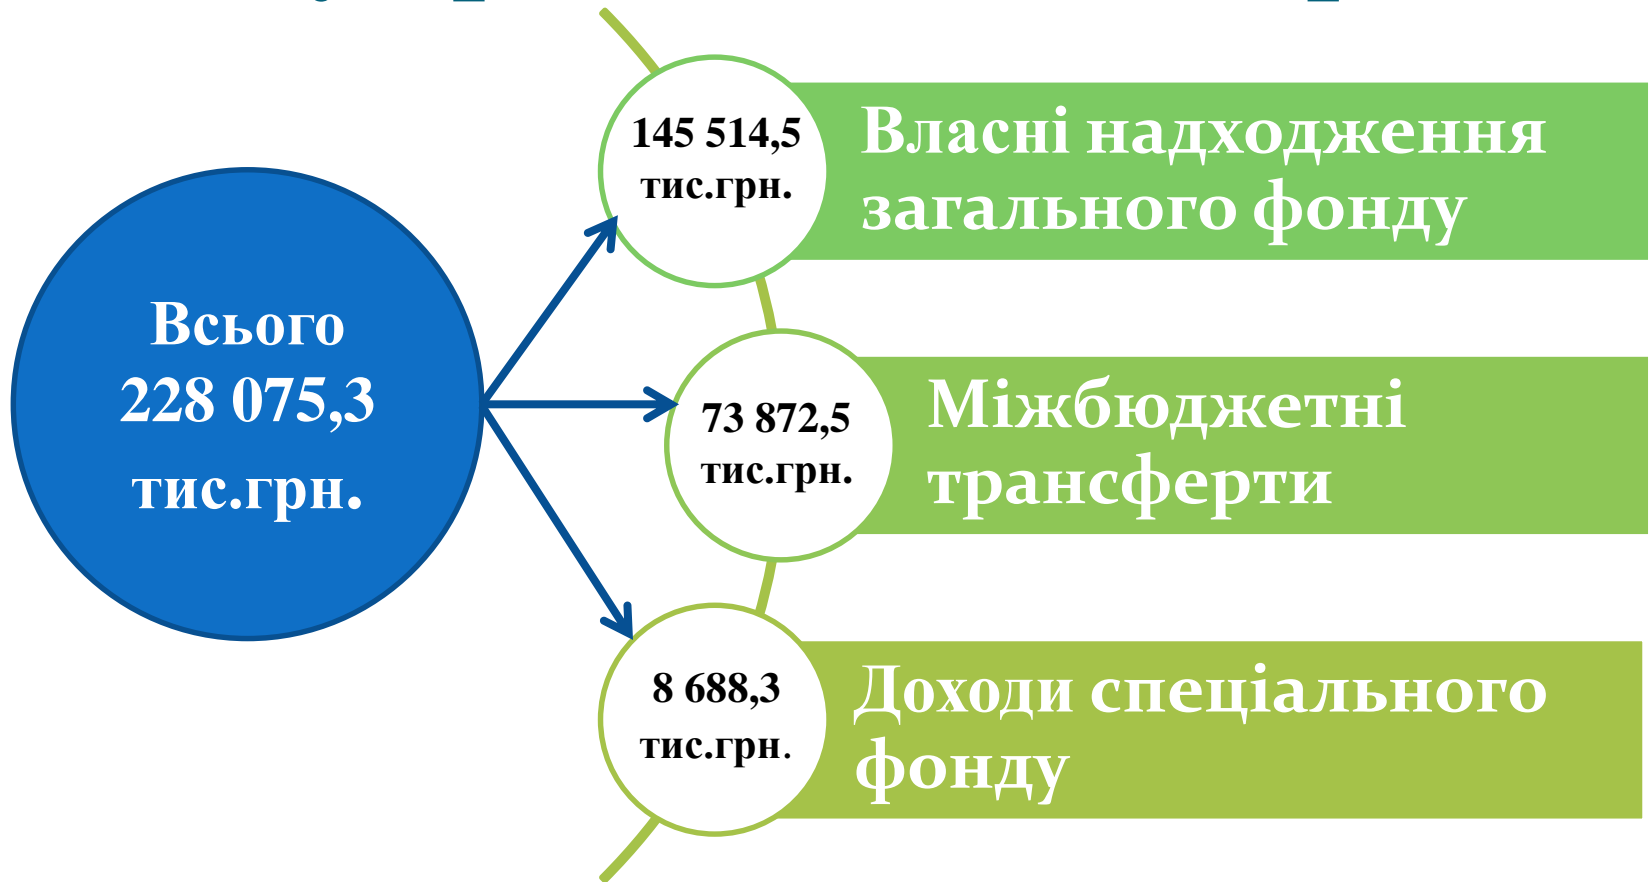 Всього
228 075,3
тис.грн.
145 514,5
тис.грн.
Власні надходження
загального фонду
73 872,5
тис.грн.
Міжбюджетні
трансферти
8 688,3
тис.грн.
Доходи спеціального
фонду